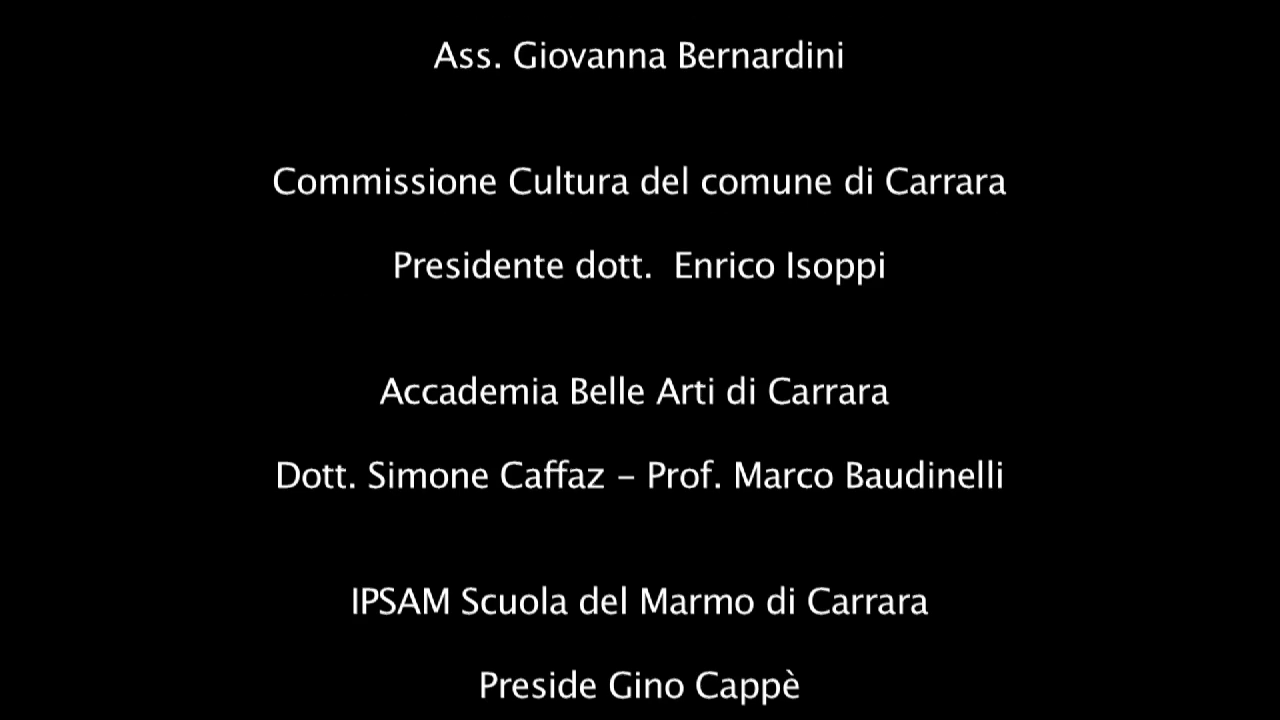 Ass. Giovanna Bernardini
Commissione Cultura del comune di Carrara
Presidente dott.  Enrico Isoppi
Accademia Belle Arti di Carrara
Dott. Simone Caffaz – Prof. Marco Baudinelli
IPSAM Scuola del Marmo di Carrara
Preside Gino Cappè